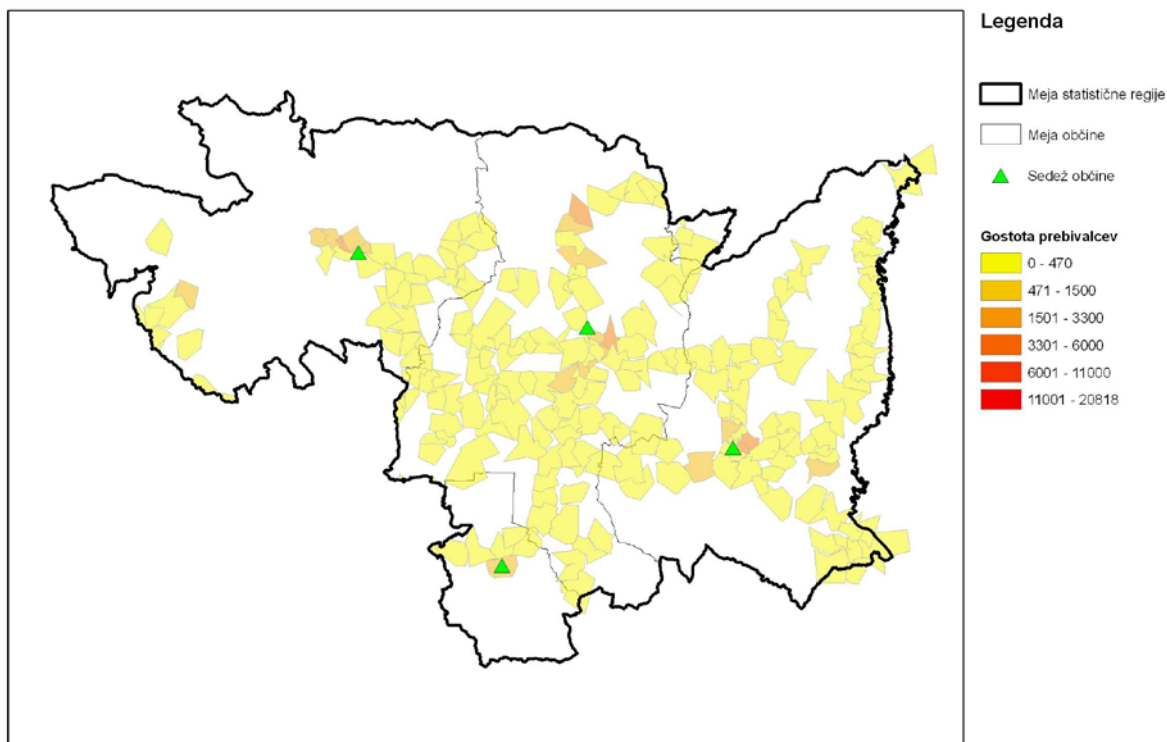 Legenda
Meja statistične regije
Meja občine
Sedež občine
Gostota prebivalcev
0 - 470
471 - 1500
1501 - 3300
3301 - 6000
6001 - 11000
11001 - 20818